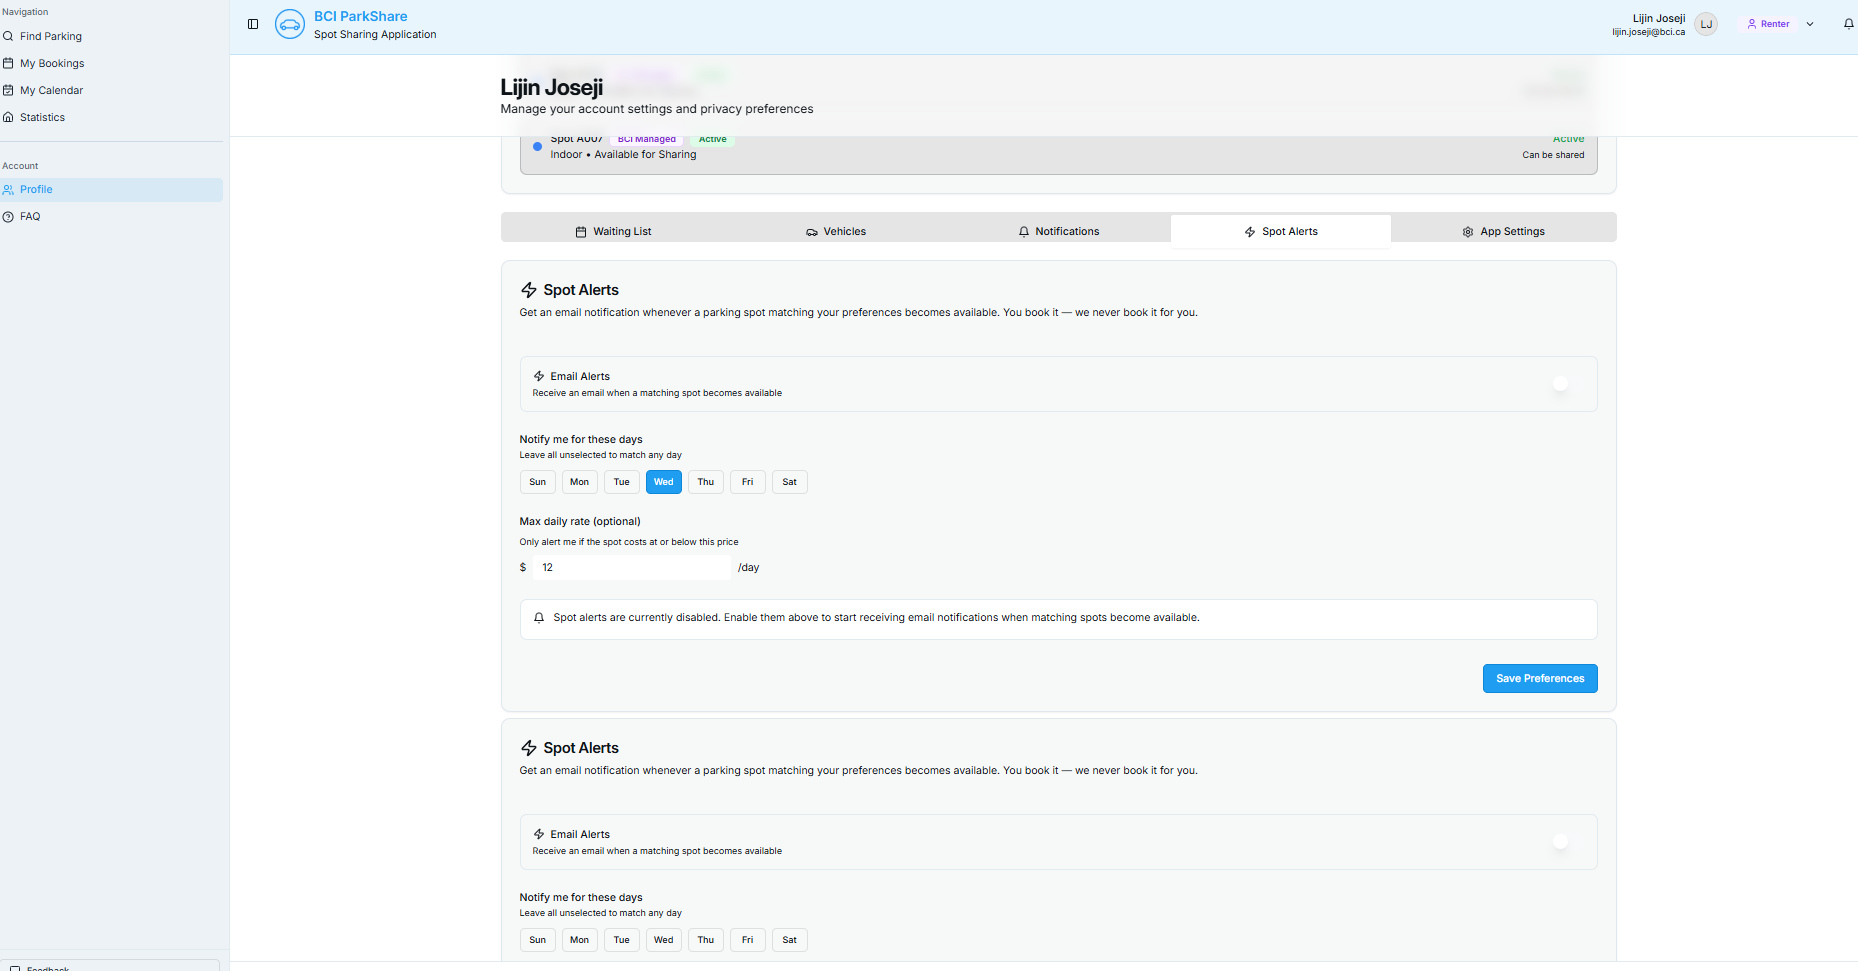 Navigation
Find Parking
My Bookings
My Calendar
Statistics
Account
Profile
FAQ
Feedback
BCI ParkShare
Spot Sharing Application
Lijin Joseji
lijin.joseji@bci.ca
LJ
Renter
Lijin Joseji
Manage your account settings and privacy preferences
Spot A007 BCI Managed Active
Indoor • Available for Sharing
Active
Can be shared
Waiting List Vehicles Notifications Spot Alerts App Settings
Spot Alerts
Get an email notification whenever a parking spot matching your preferences becomes available. You book it — we never book it for you.
Email Alerts
Receive an email when a matching spot becomes available
Notify me for these days
Leave all unselected to match any day
Sun Mon Tue Wed Thu Fri Sat
Max daily rate (optional)
Only alert me if the spot costs at or below this price
$ 12 /day
Spot alerts are currently disabled. Enable them above to start receiving email notifications when matching spots become available.
Save Preferences
Spot Alerts
Get an email notification whenever a parking spot matching your preferences becomes available. You book it — we never book it for you.
Email Alerts
Receive an email when a matching spot becomes available
Notify me for these days
Leave all unselected to match any day
Sun Mon Tue Wed Thu Fri Sat